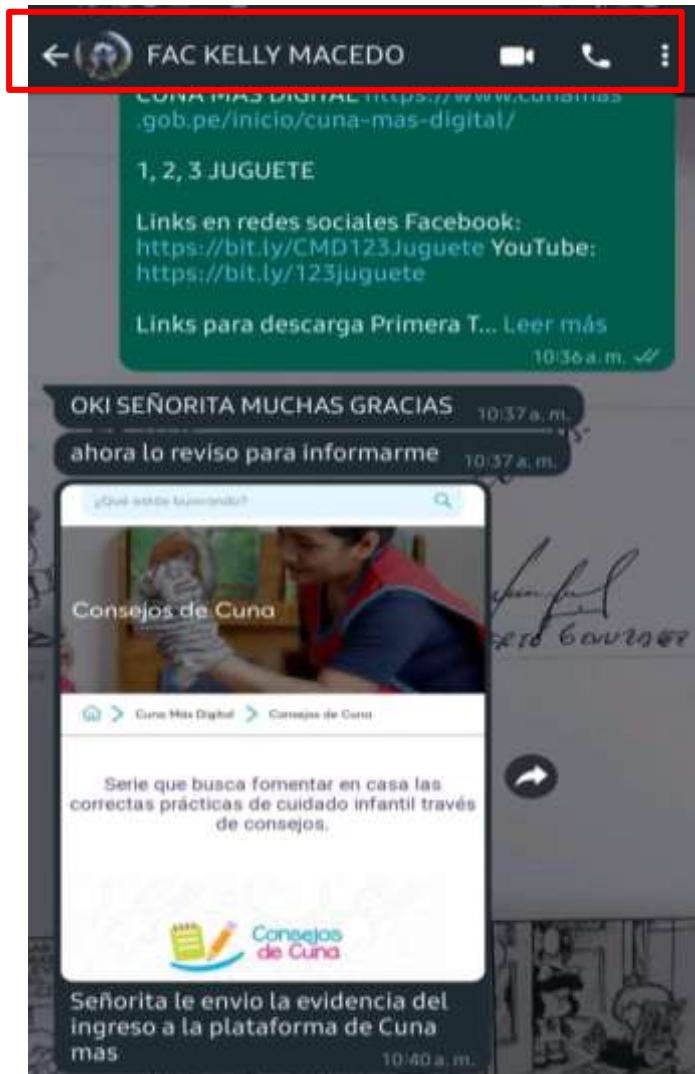 FAC KELLY MACEDO
CUNA MAS DIGITAL https://www.cunamas
.gob.pe/inicio/cuna-mas-digital/
1, 2, 3 JUGUETE
Links en redes sociales Facebook:
https://bit.ly/CMD123Juguete YouTube:
https://bit.ly/123juguete
Links para descarga Primera T... Leer más
10:36 a. m.
OKI SEÑORITA MUCHAS GRACIAS 10:37 a. m.
ahora lo reviso para informarme 10:37 a. m.
¿Qué estás buscando?
Consejos de Cuna
Cuna Más Digital > Consejos de Cuna
Serie que busca fomentar en casa las
correctas prácticas de cuidado infantil través
de consejos.
Consejos
de Cuna
Señorita le envio la evidencia del
ingreso a la plataforma de Cuna
mas
10:40 a. m.